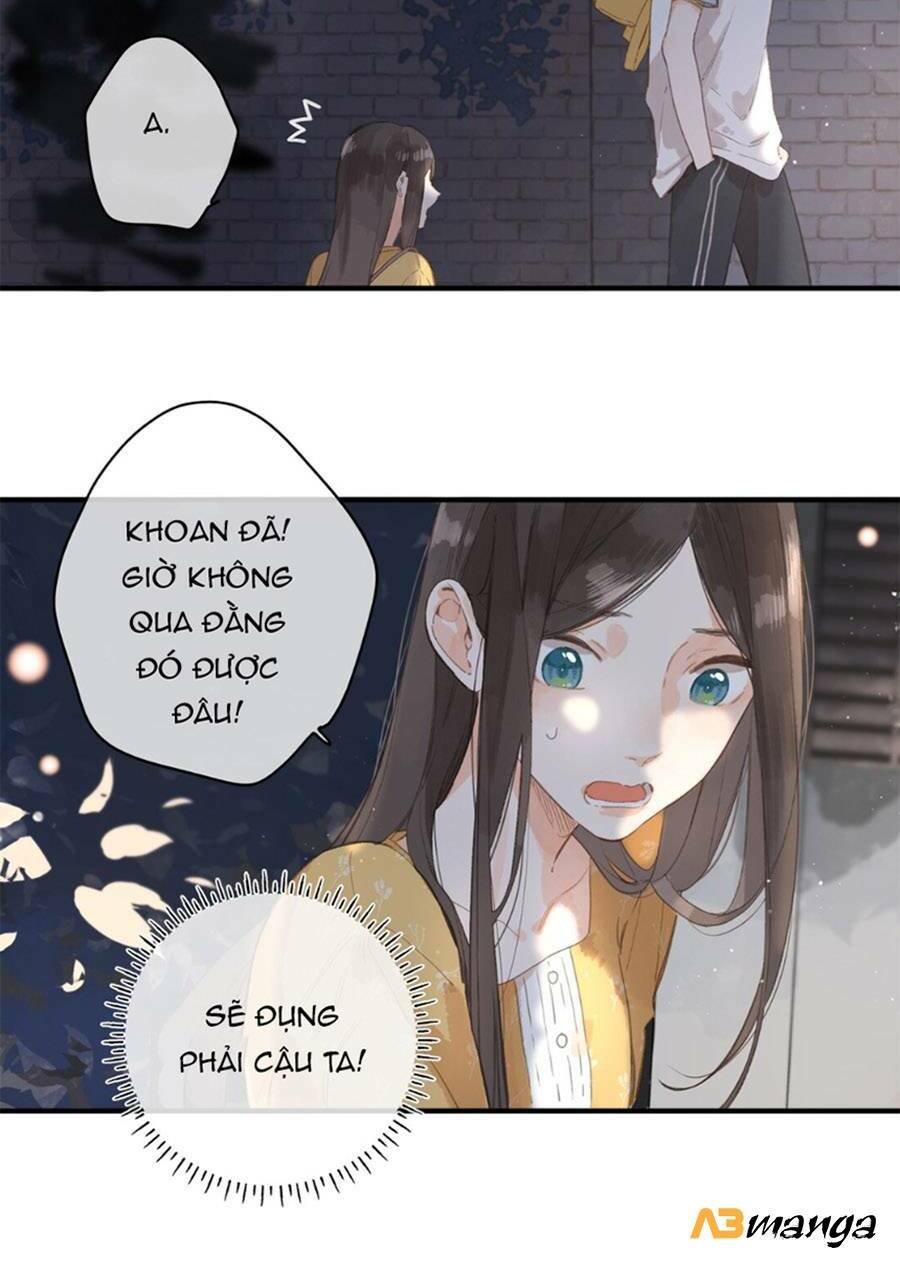 A.
KHOAN ĐÃ!
GIỜ KHÔNG
QUA ĐẰNG
ĐÓ ĐƯỢC
ĐÂU!
SẼ ĐỤNG
PHẢI CẬU TA!
A3manga